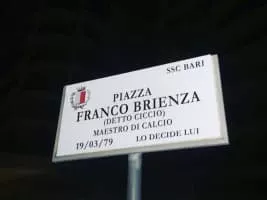 SSC BARI
PIAZZA
FRANCO BRIENZA
(DETTO CICCIO)
MAESTRO DI CALCIO
19/03/79 LO DECIDE LUI